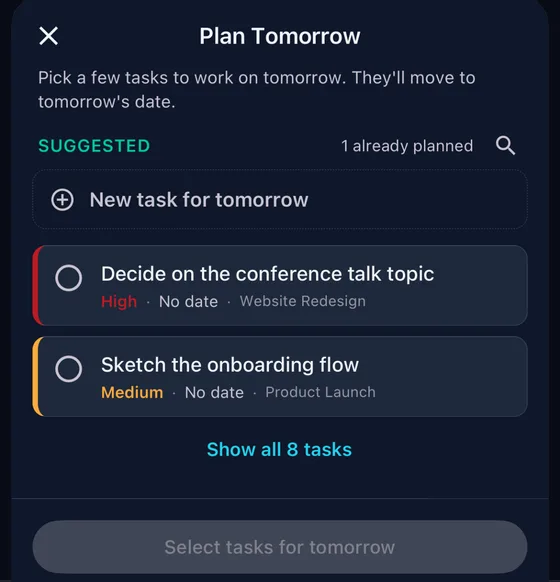 Plan Tomorrow
Pick a few tasks to work on tomorrow. They'll move to
tomorrow's date.
SUGGESTED
1 already planned
New task for tomorrow
Decide on the conference talk topic
High · No date · Website Redesign
Sketch the onboarding flow
Medium · No date · Product Launch
Show all 8 tasks
Select tasks for tomorrow